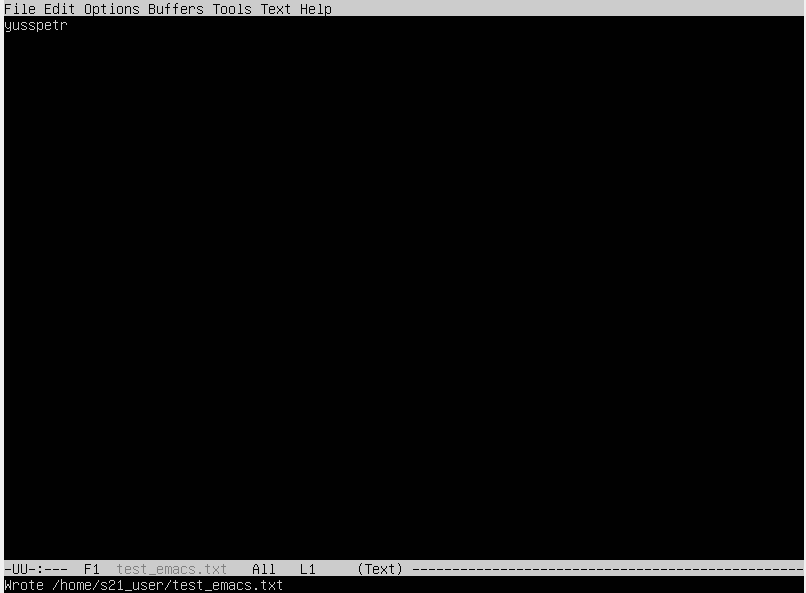 File Edit Options Buffers Tools Text Help
yusspetr
-UU-:---  F1  test_emacs.txt   All   L1     (Text) -------------------------------------------------
Wrote /home/s21_user/test_emacs.txt